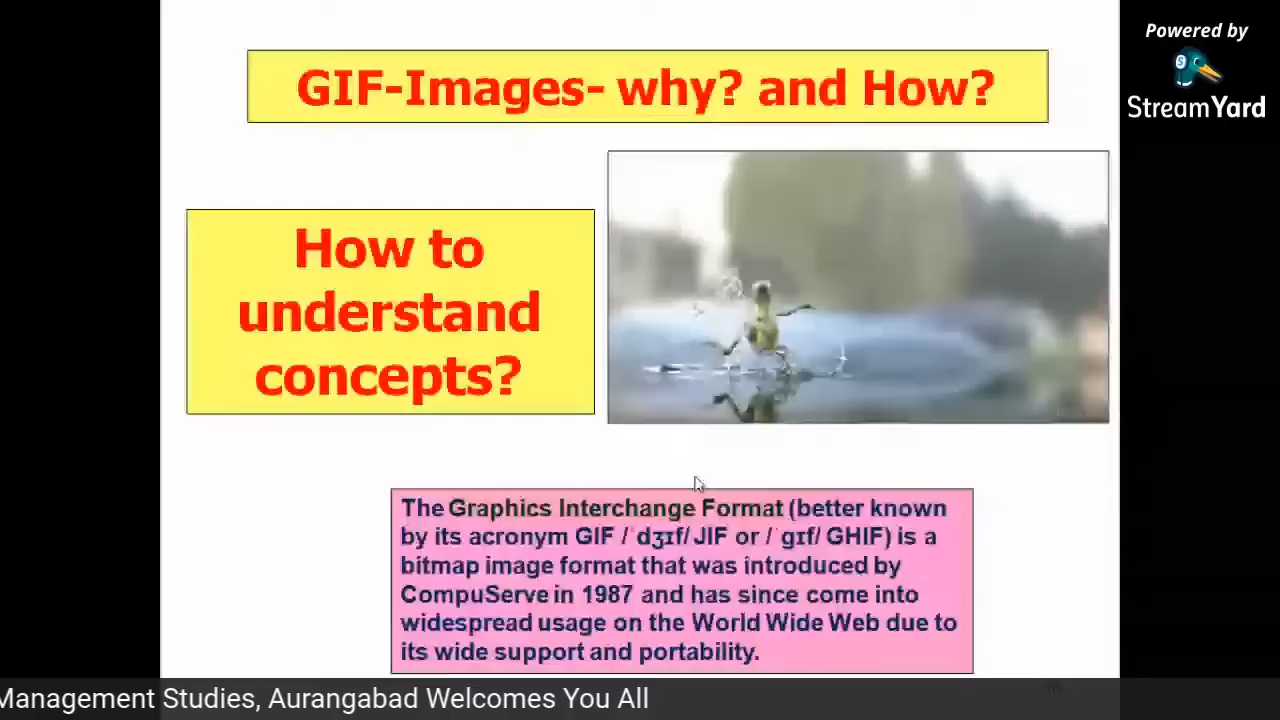 Powered by
StreamYard
GIF-Images- why? and How?
How to
understand
concepts?
The Graphics Interchange Format (better known
by its acronym GIF /ˈdʒɪf/ JIF or /ˈɡɪf/ GHIF) is a
bitmap image format that was introduced by
CompuServe in 1987 and has since come into
widespread usage on the World Wide Web due to
its wide support and portability.
Management Studies, Aurangabad Welcomes You All